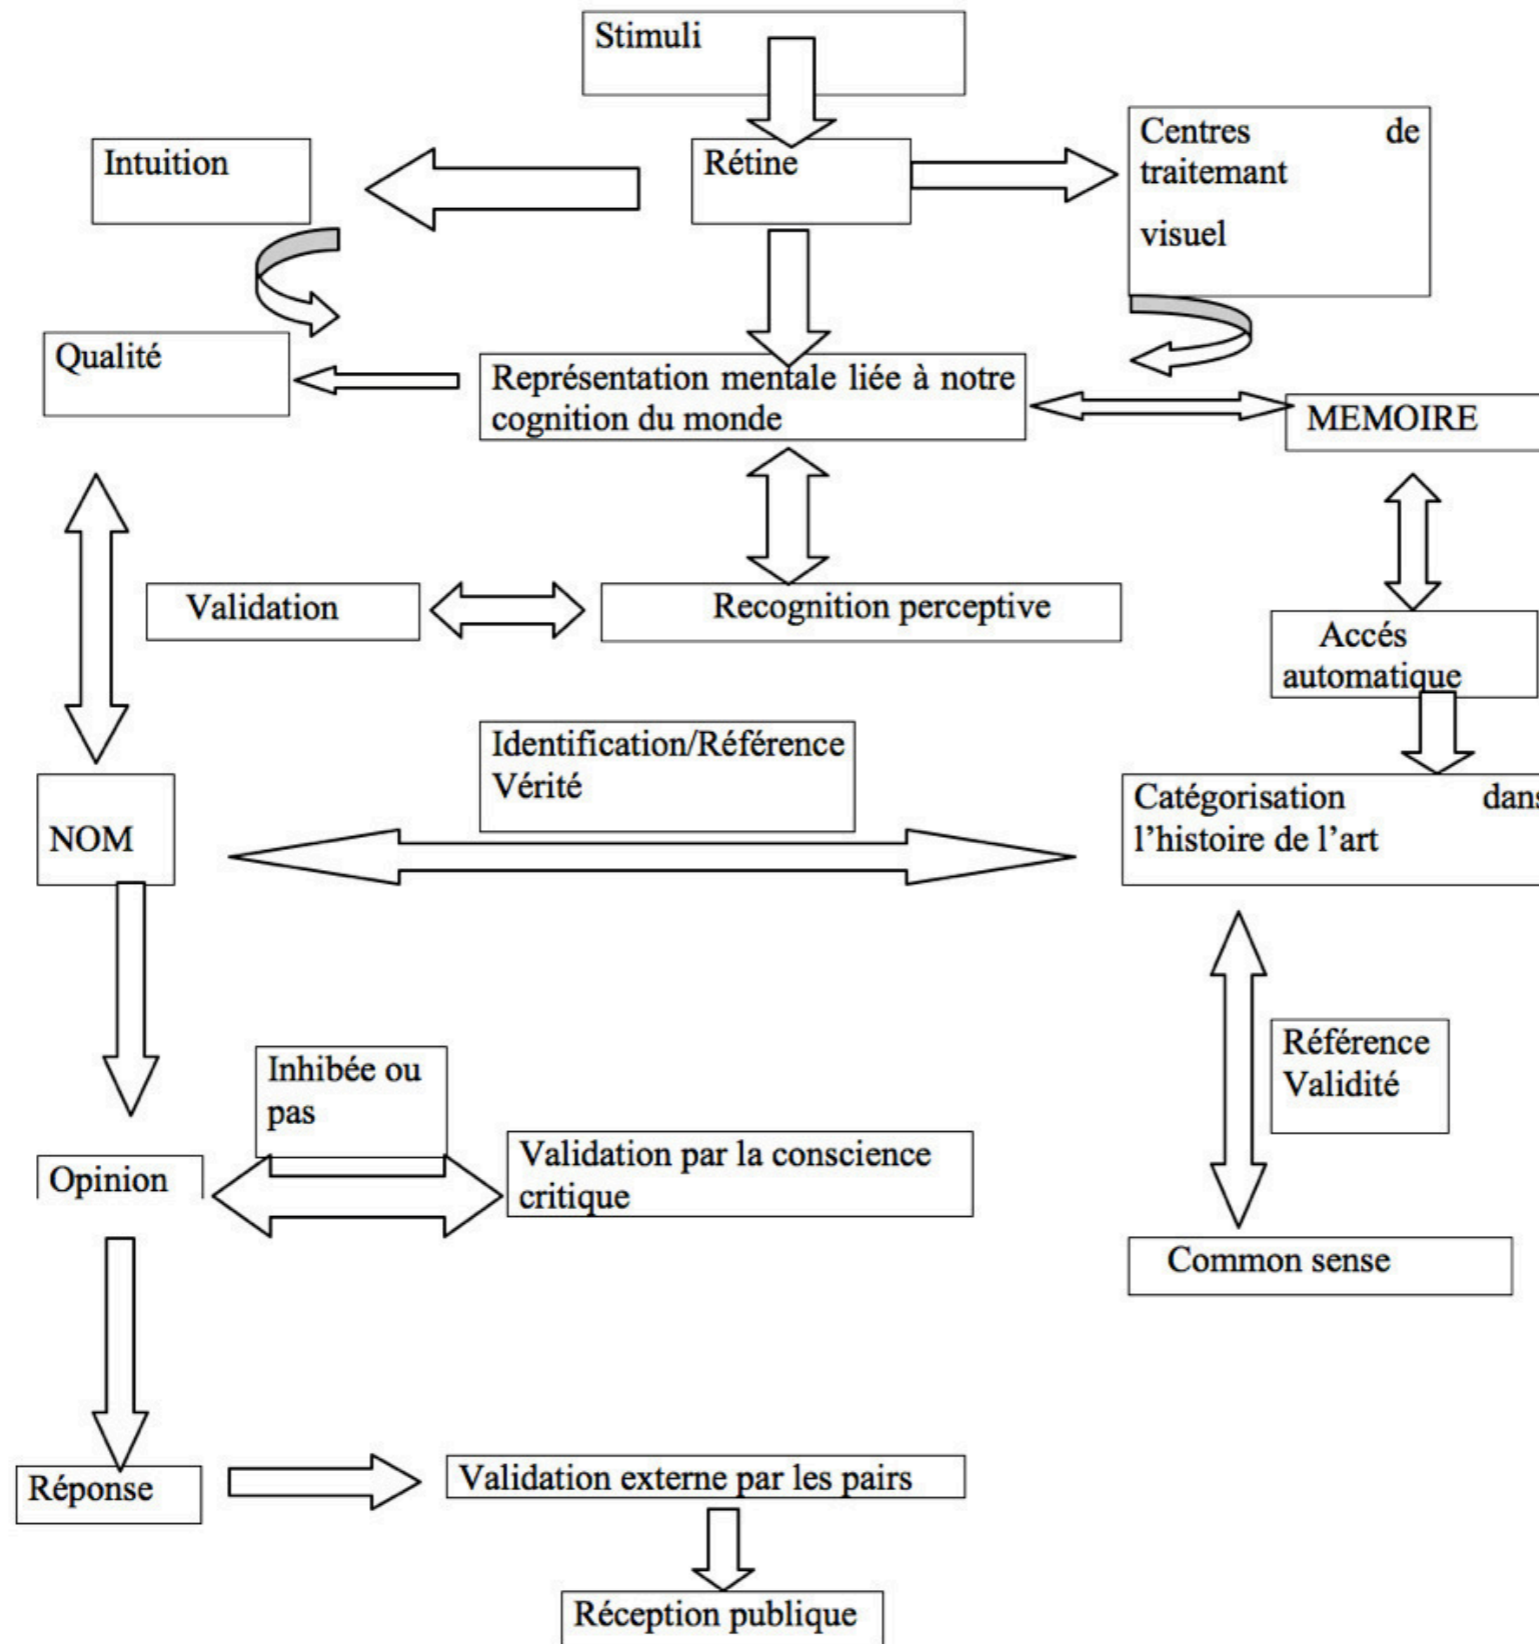 Stimuli
Intuition
Rétine
Centres de
traitemant
visuel
Qualité
Représentation mentale liée à notre
cognition du monde
MEMOIRE
Validation
Recognition perceptive
Accés
automatique
Identification/Référence
Vérité
NOM
Catégorisation dans
l’histoire de l’art
Inhibée ou
pas
Référence
Validité
Opinion
Validation par la conscience
critique
Common sense
Réponse
Validation externe par les pairs
Réception publique